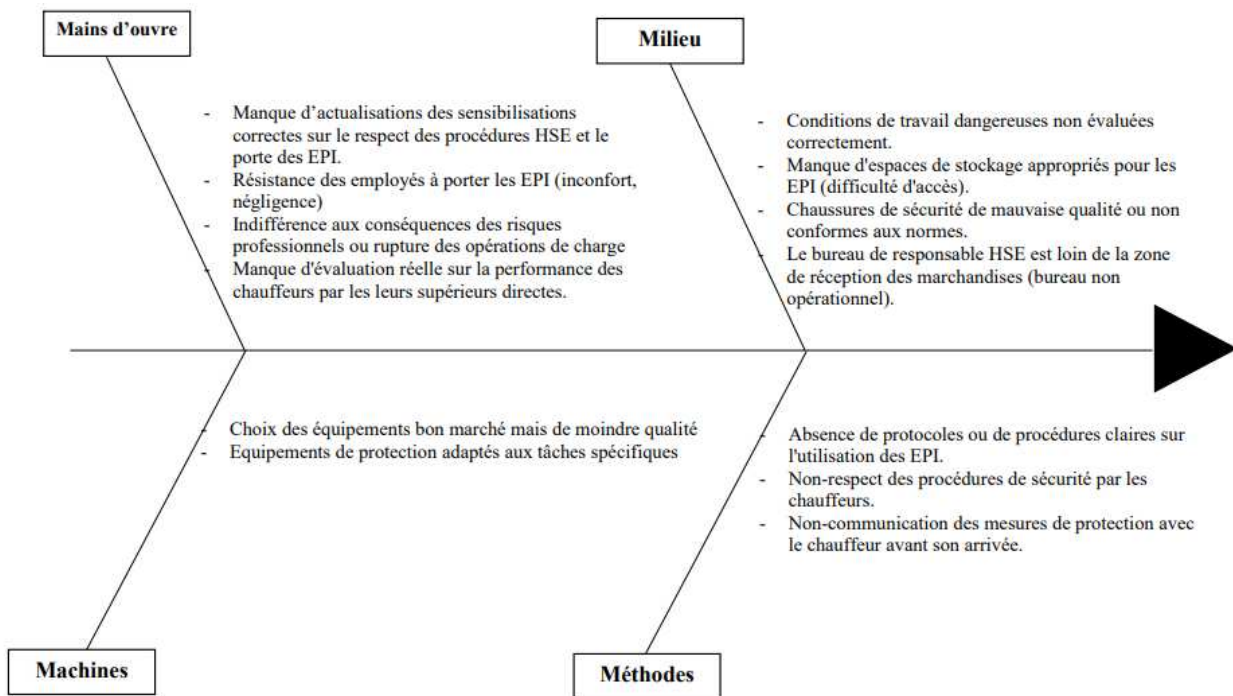 Mains d’ouvre
Milieu
- Manque d’actualisations des sensibilisations
correctes sur le respect des procédures HSE et le
porte des EPI.
- Résistance des employés à porter les EPI (inconfort,
négligence)
- Indifférence aux conséquences des risques
professionnels ou rupture des opérations de charge
- Manque d'évaluation réelle sur la performance des
chauffeurs par les leurs supérieurs directes.
- Conditions de travail dangereuses non évaluées
correctement.
- Manque d'espaces de stockage appropriés pour les
EPI (difficulté d'accès).
- Chaussures de sécurité de mauvaise qualité ou non
conformes aux normes.
- Le bureau de responsable HSE est loin de la zone
de réception des marchandises (bureau non
opérationnel).
- Choix des équipements bon marché mais de moindre qualité
- Equipements de protection adaptés aux tâches spécifiques
- Absence de protocoles ou de procédures claires sur
l'utilisation des EPI.
- Non-respect des procédures de sécurité par les
chauffeurs.
- Non-communication des mesures de protection avec
le chauffeur avant son arrivée.
Machines
Méthodes